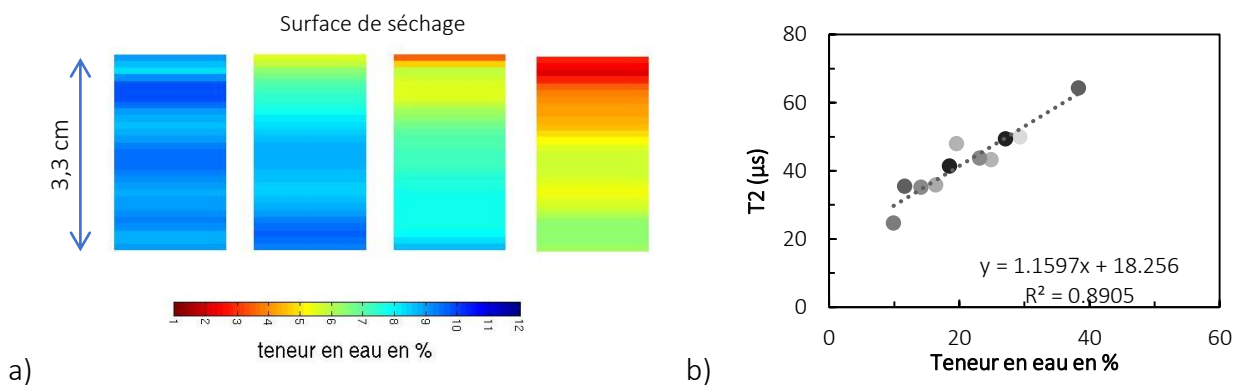 Surface de séchage
3,3 cm
1 2 3 4 5 6 7 8 9 10 11 12
teneur en eau en %
a)
80
60
40
20
0
T2 (µs)
y = 1.1597x + 18.256
R² = 0.8905
0 20 40 60
Teneur en eau en %
b)